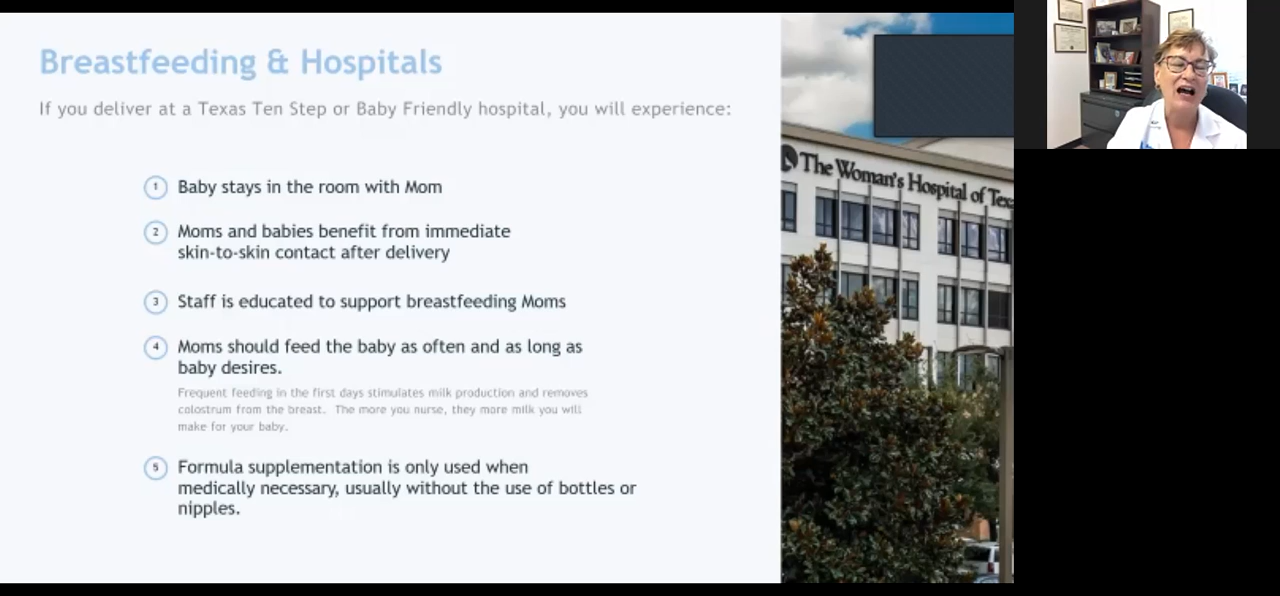 Breastfeeding & Hospitals
If you deliver at a Texas Ten Step or Baby Friendly hospital, you will experience:
1 Baby stays in the room with Mom
2 Moms and babies benefit from immediate
skin-to-skin contact after delivery
3 Staff is educated to support breastfeeding Moms
4 Moms should feed the baby as often and as long as
baby desires.
Frequent feeding in the first days stimulates milk production and removes
colostrum from the breast. The more you nurse, they more milk you will
make for your baby.
5 Formula supplementation is only used when
medically necessary, usually without the use of bottles or
nipples.
The Woman's Hospital of Tex